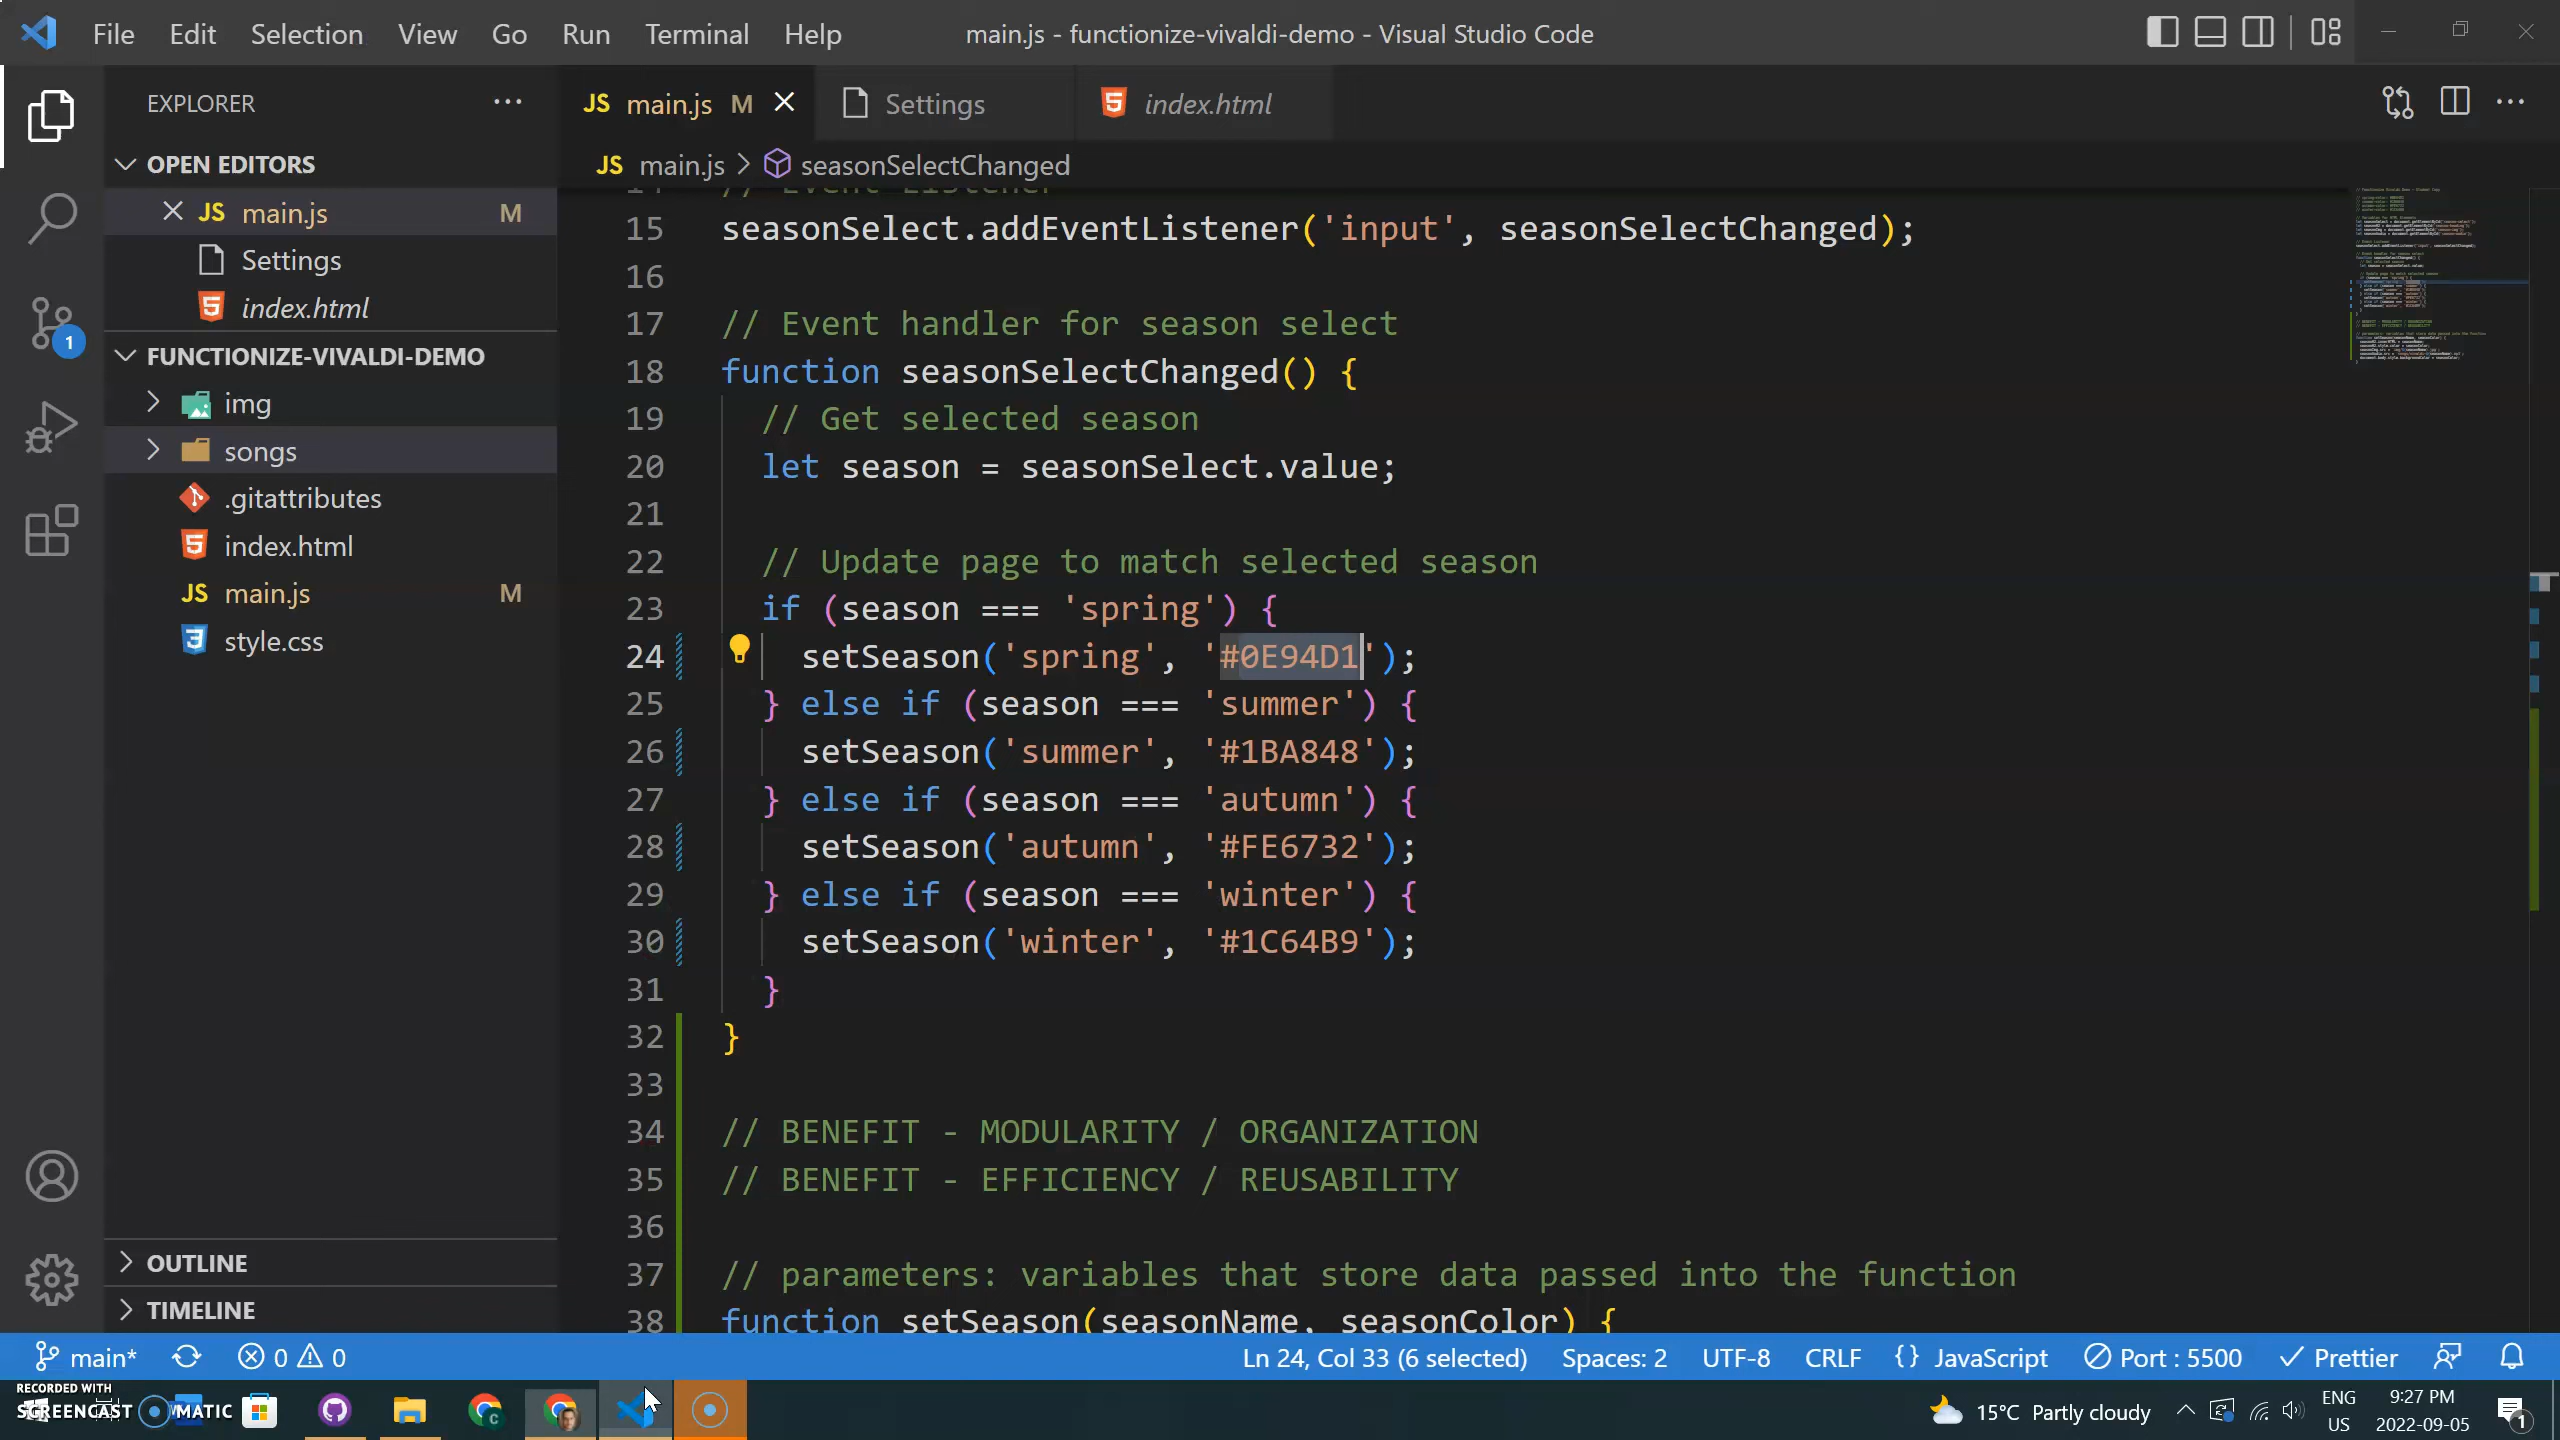 File Edit Selection View Go Run Terminal Help main.js - functionize-vivaldi-demo - Visual Studio Code
EXPLORER
JS main.js M
Settings
index.html
OPEN EDITORS
JS main.js > seasonSelectChanged
JS main.js M
Settings
index.html
FUNCTIONIZE-VIVALDI-DEMO
img
songs
.gitattributes
index.html
JS main.js M
style.css
OUTLINE
TIMELINE
14 // Event Listener
15 seasonSelect.addEventListener('input', seasonSelectChanged);
16
17 // Event handler for season select
18 function seasonSelectChanged() {
19 // Get selected season
20 let season = seasonSelect.value;
21
22 // Update page to match selected season
23 if (season === 'spring') {
24 setSeason('spring', '#0E94D1');
25 } else if (season === 'summer') {
26 setSeason('summer', '#1BA848');
27 } else if (season === 'autumn') {
28 setSeason('autumn', '#FE6732');
29 } else if (season === 'winter') {
30 setSeason('winter', '#1C64B9');
31 }
32 }
33
34 // BENEFIT - MODULARITY / ORGANIZATION
35 // BENEFIT - EFFICIENCY / REUSABILITY
36
37 // parameters: variables that store data passed into the function
38 function setSeason(seasonName, seasonColor) {
1
main* 0 0 Ln 24, Col 33 (6 selected) Spaces: 2 UTF-8 CRLF {} JavaScript Port : 5500 Prettier
RECORDED WITH
SCREENCAST MATIC
15°C Partly cloudy
ENG
US
9:27 PM
2022-09-05
1